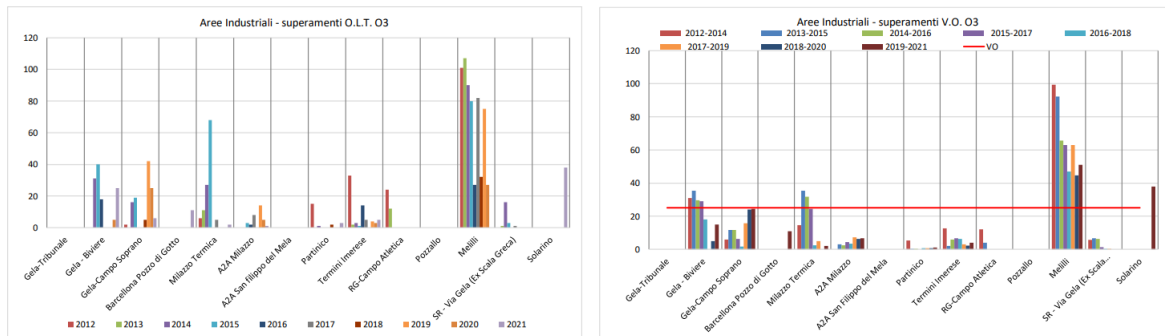 Aree Industriali - superamenti O.L.T. O3
120
100
80
60
40
20
0
Gela-Tribunale
Gela - Biviere
Gela-Campo Soprano
Barcellona Pozzo di Gotto
Milazzo Termica
A2A Milazzo
A2A San Filippo del Mela
Partinico
Termini Imerese
RG-Campo Atletica
Pozzallo
Melilli
SR - Via Gela (Ex Scala Greca)
Solarino
2012 2013 2014 2015 2016 2017 2018 2019 2020 2021
Aree Industriali - superamenti V.O. O3
2012-2014 2013-2015 2014-2016 2015-2017 2016-2018
2017-2019 2018-2020 2019-2021 VO
120
100
80
60
40
20
0
Gela-Tribunale
Gela - Biviere
Gela-Campo Soprano
Barcellona Pozzo di Gotto
Milazzo Termica
A2A Milazzo
A2A San Filippo del Mela
Partinico
Termini Imerese
RG-Campo Atletica
Pozzallo
Melilli
SR - Via Gela (Ex Scala...
Solarino